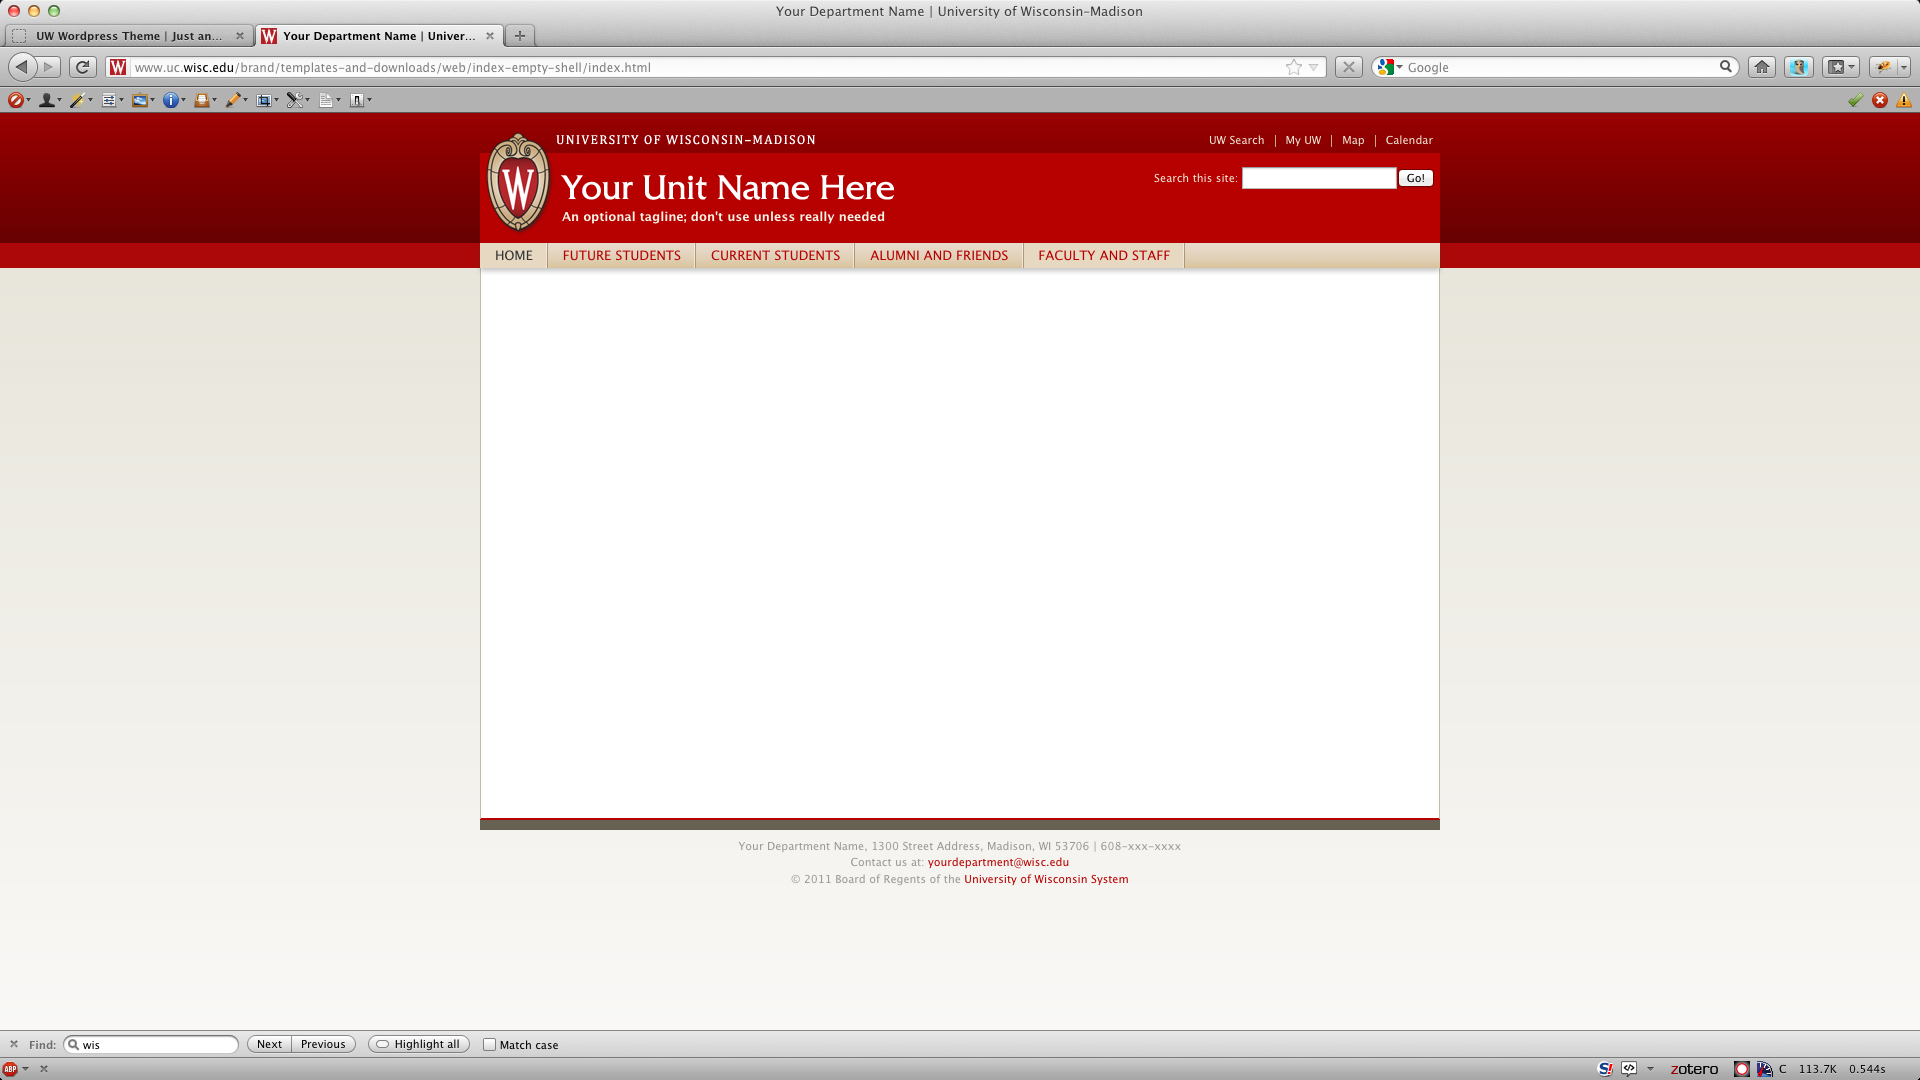 Your Department Name | University of Wisconsin–Madison
UW Wordpress Theme | Just an...
W Your Department Name | Univer...
W www.uc.wisc.edu/brand/templates-and-downloads/web/index-empty-shell/index.html
Google
UNIVERSITY OF WISCONSIN–MADISON
UW Search | My UW | Map | Calendar
W
Your Unit Name Here
An optional tagline; don't use unless really needed
Search this site: Go!
HOME FUTURE STUDENTS CURRENT STUDENTS ALUMNI AND FRIENDS FACULTY AND STAFF
Your Department Name, 1300 Street Address, Madison, WI 53706 | 608-xxx-xxxx
Contact us at: yourdepartment@wisc.edu
© 2011 Board of Regents of the University of Wisconsin System
Find: wis Next Previous Highlight all Match case
ABP
S! zotero C 113.7K 0.544s